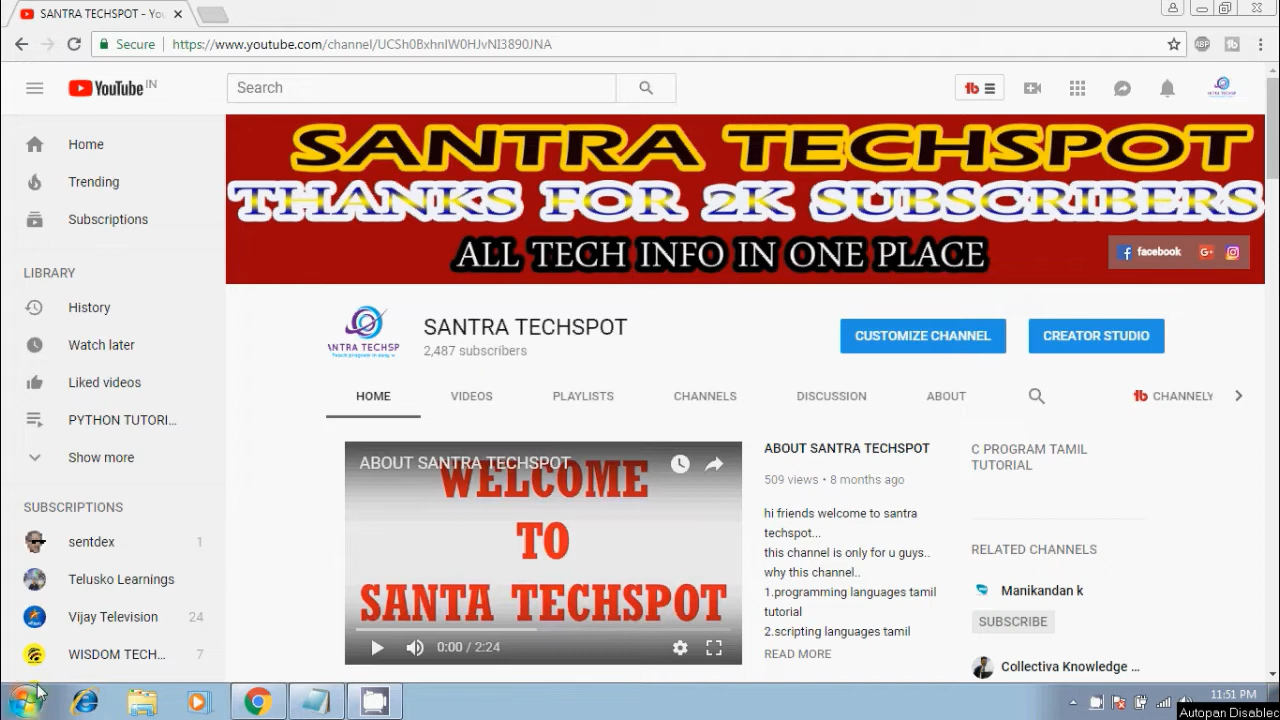 SANTRA TECHSPOT - You
Secure
https://www.youtube.com/channel/UCSh0BxhnIW0HJvNI3890JNA
ABP
tb
YouTube IN
Search
tb
Home
Trending
Subscriptions
LIBRARY
History
Watch later
Liked videos
PYTHON TUTORI...
Show more
SUBSCRIPTIONS
sentdex 1
Telusko Learnings
Vijay Television 24
WISDOM TECH... 7
SANTRA TECHSPOT
THANKS FOR 2K SUBSCRIBERS
ALL TECH INFO IN ONE PLACE
facebook G+
SANTRA TECHSPOT
2,487 subscribers
CUSTOMIZE CHANNEL
CREATOR STUDIO
HOME VIDEOS PLAYLISTS CHANNELS DISCUSSION ABOUT tb CHANNELY
ABOUT SANTRA TECHSPOT
WELCOME
TO
SANTA TECHSPOT
0:00 / 2:24
ABOUT SANTRA TECHSPOT
509 views • 8 months ago
hi friends welcome to santra
techspot...
this channel is only for u guys..
why this channel..
1.programming languages tamil
tutorial
2.scripting languages tamil
READ MORE
C PROGRAM TAMIL
TUTORIAL
RELATED CHANNELS
Manikandan k
SUBSCRIBE
Collectiva Knowledge ...
11:51 PM
Autopan Disabled